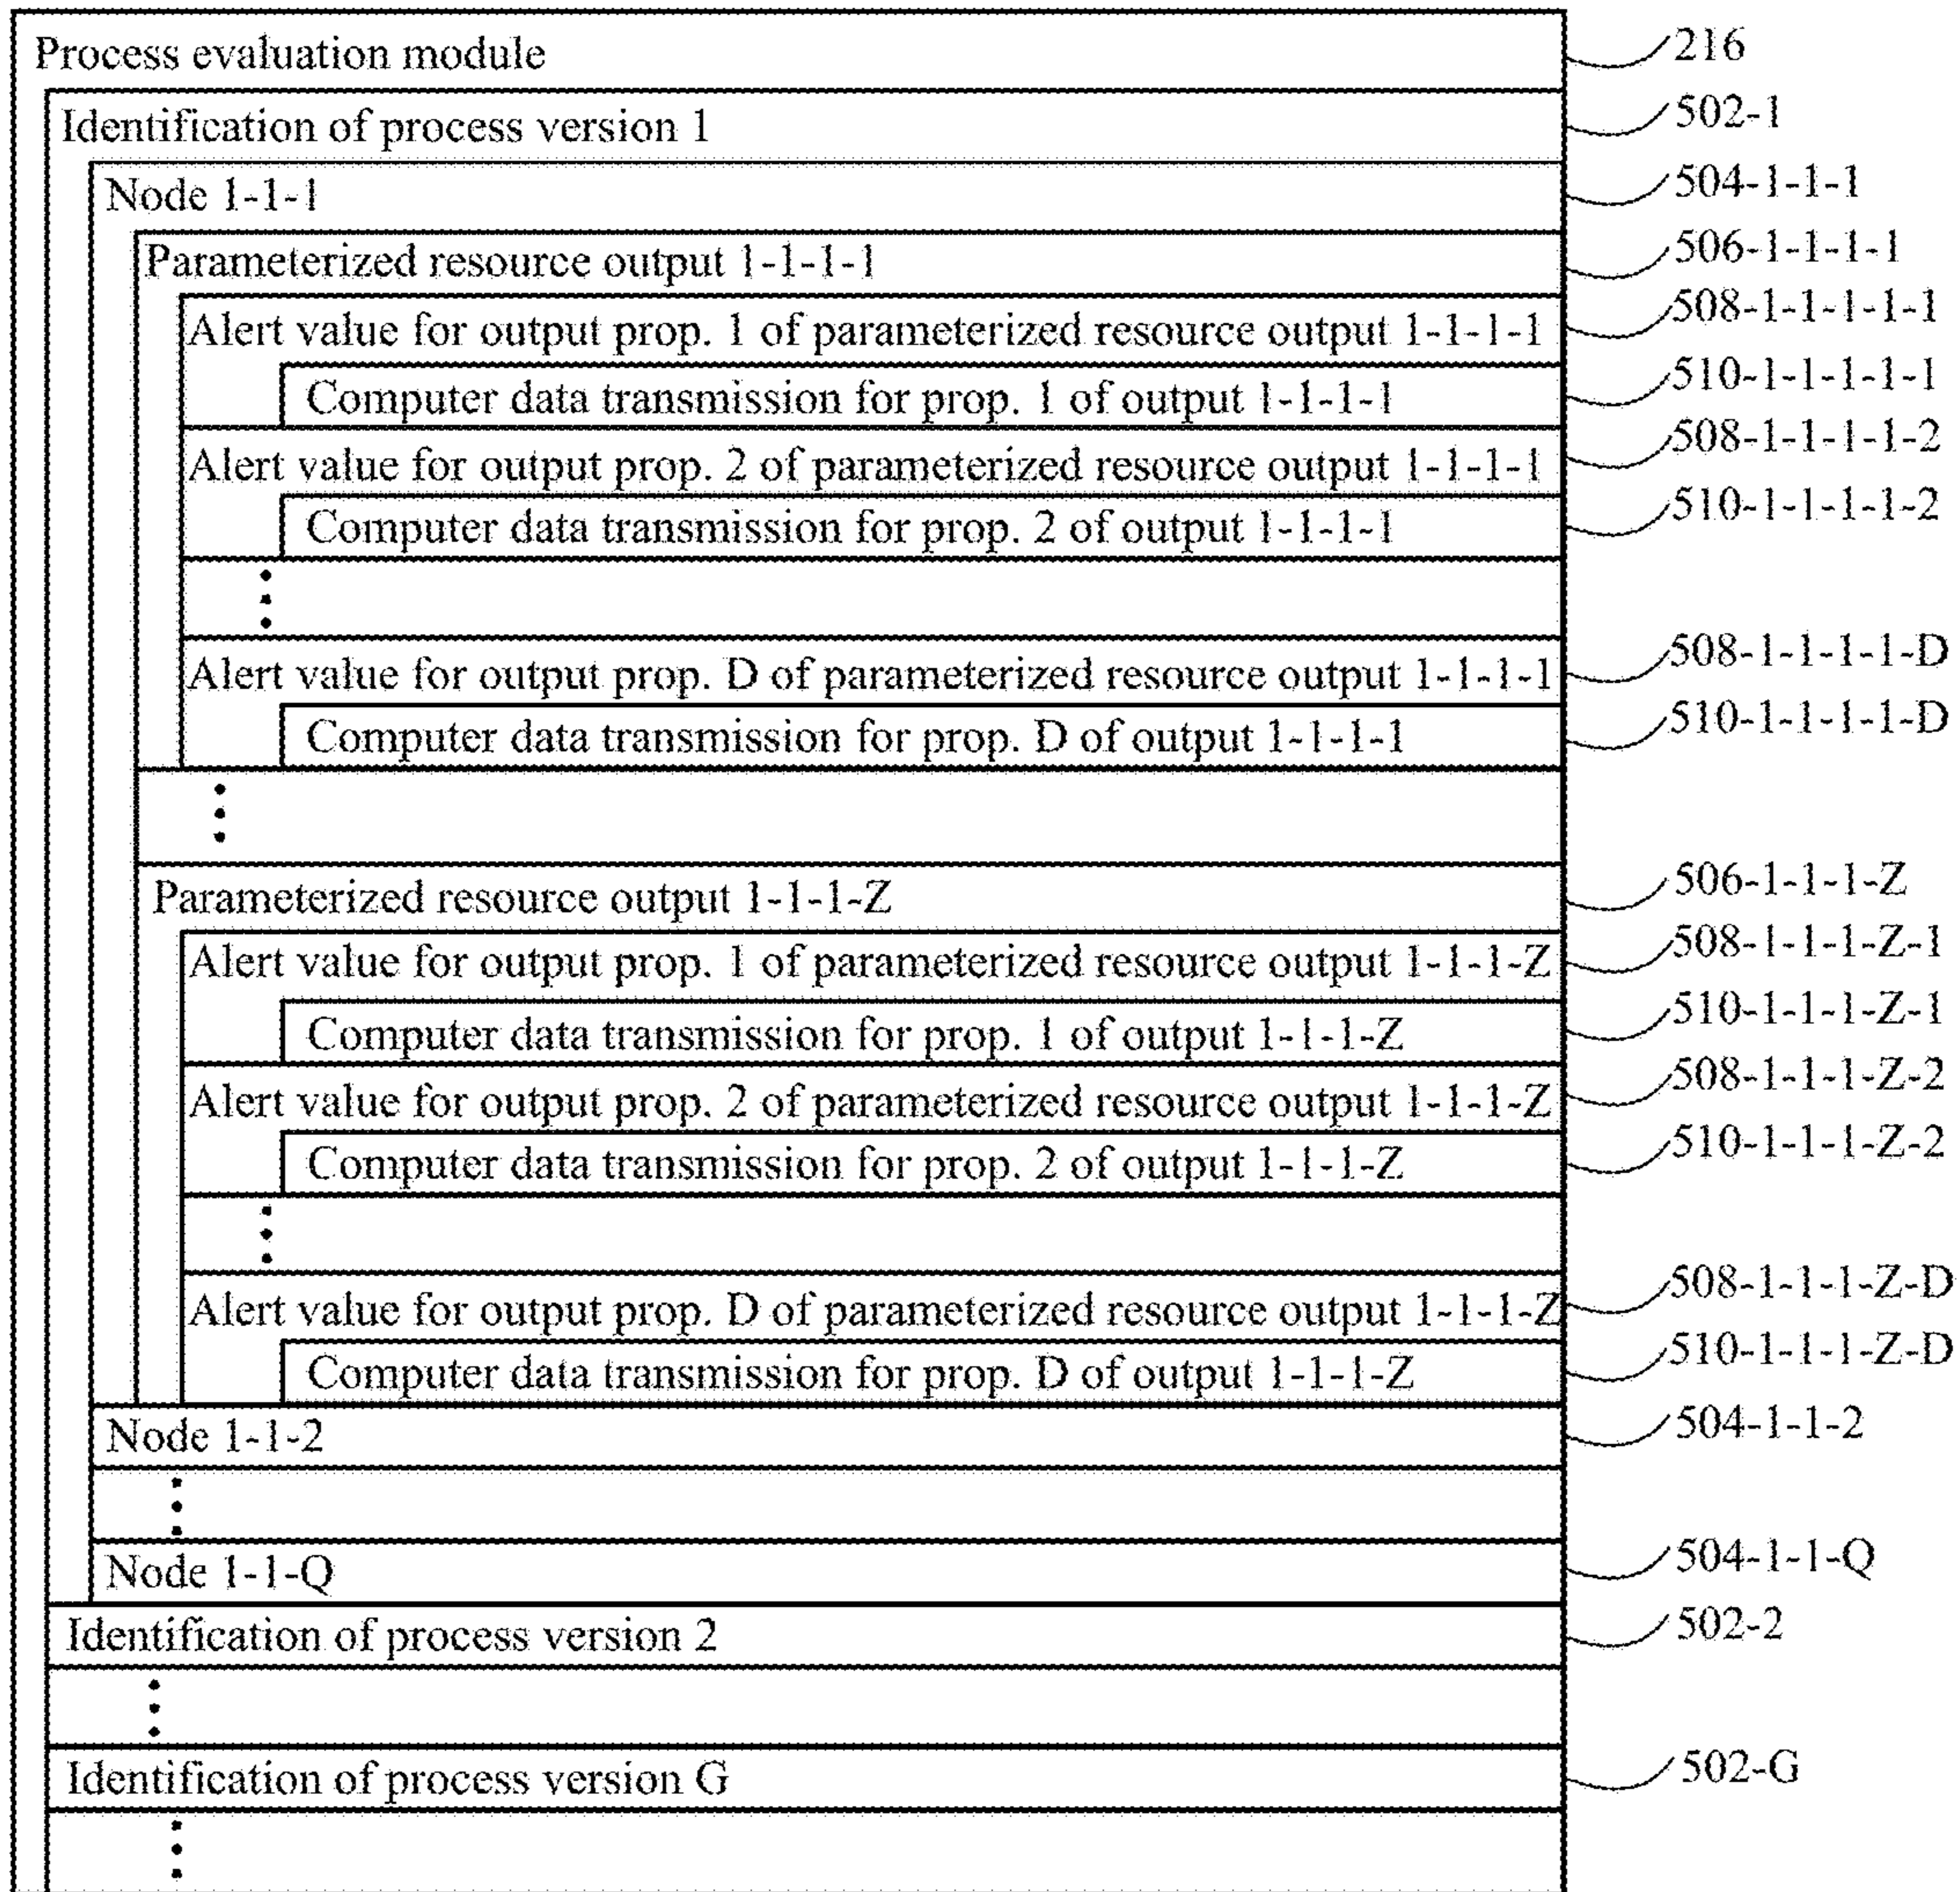 Process evaluation module 216
Identification of process version 1 502-1
Node 1-1-1 504-1-1-1
Parameterized resource output 1-1-1-1 506-1-1-1-1
Alert value for output prop. 1 of parameterized resource output 1-1-1-1 508-1-1-1-1-1
Computer data transmission for prop. 1 of output 1-1-1-1 510-1-1-1-1-1
Alert value for output prop. 2 of parameterized resource output 1-1-1-1 508-1-1-1-1-2
Computer data transmission for prop. 2 of output 1-1-1-1 510-1-1-1-1-2
Alert value for output prop. D of parameterized resource output 1-1-1-1 508-1-1-1-1-D
Computer data transmission for prop. D of output 1-1-1-1 510-1-1-1-1-D
Parameterized resource output 1-1-1-Z 506-1-1-1-Z
Alert value for output prop. 1 of parameterized resource output 1-1-1-Z 508-1-1-1-Z-1
Computer data transmission for prop. 1 of output 1-1-1-Z 510-1-1-1-Z-1
Alert value for output prop. 2 of parameterized resource output 1-1-1-Z 508-1-1-1-Z-2
Computer data transmission for prop. 2 of output 1-1-1-Z 510-1-1-1-Z-2
Alert value for output prop. D of parameterized resource output 1-1-1-Z 508-1-1-1-Z-D
Computer data transmission for prop. D of output 1-1-1-Z 510-1-1-1-Z-D
Node 1-1-2 504-1-1-2
Node 1-1-Q 504-1-1-Q
Identification of process version 2 502-2
Identification of process version G 502-G